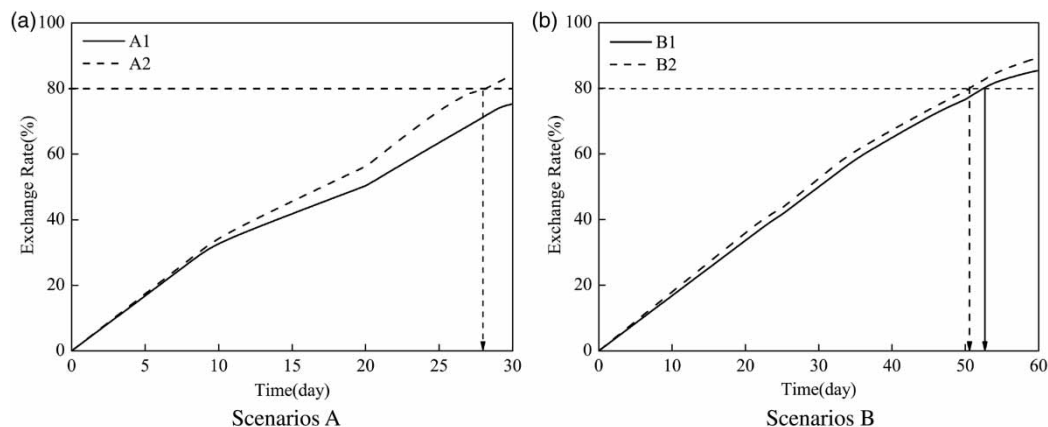 (a)
100
80
60
40
20
0
Exchange Rate(%)
A1
A2
0 5 10 15 20 25 30
Time(day)
Scenarios A
(b)
100
80
60
40
20
0
Exchange Rate(%)
B1
B2
0 10 20 30 40 50 60
Time(day)
Scenarios B